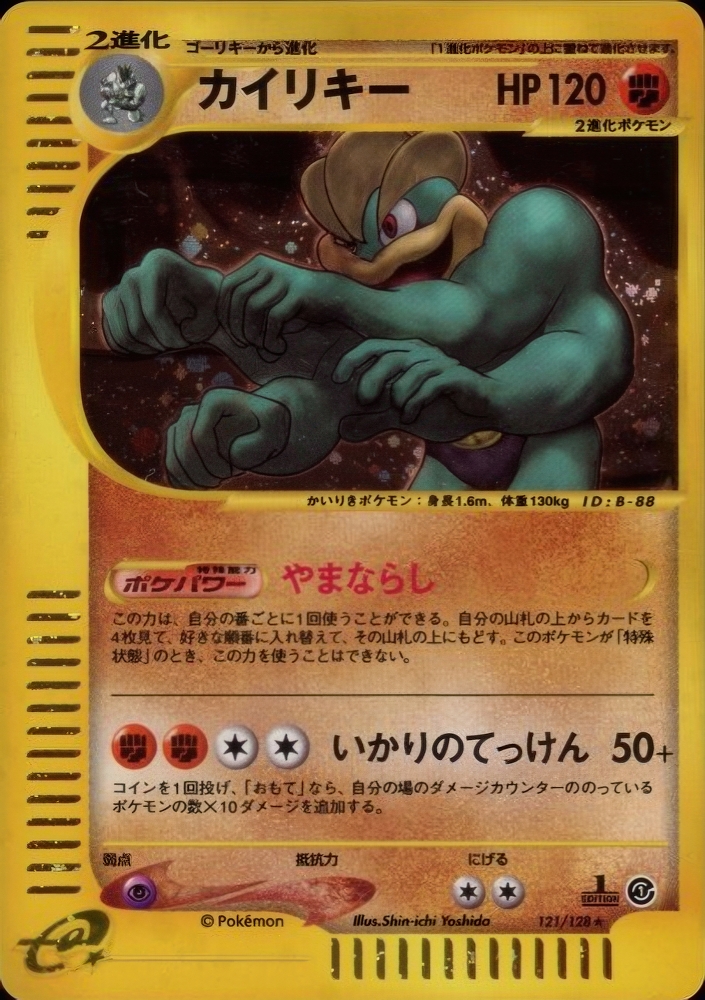 2進化
ゴーリキーから進化
「1進化ポケモン」の上に重ねて進化させます。
カイリキー HP 120
2進化ポケモン
かいりきポケモン：身長1.6m、体重130kg ID：B-88
特殊能力
ポケパワー やまならし
この力は、自分の番ごとに1回使うことができる。自分の山札の上からカードを
4枚見て、好きな順番に入れ替えて、その山札の上にもどす。このポケモンが「特殊
状態」のとき、この力を使うことはできない。
いかりのてっけん 50+
コインを1回投げ、「おもて」なら、自分の場のダメージカウンターののっている
ポケモンの数×10ダメージを追加する。
弱点 抵抗力 にげる
1
EDITION
© Pokémon Illus.Shin-ichi Yoshida 121/128★
e